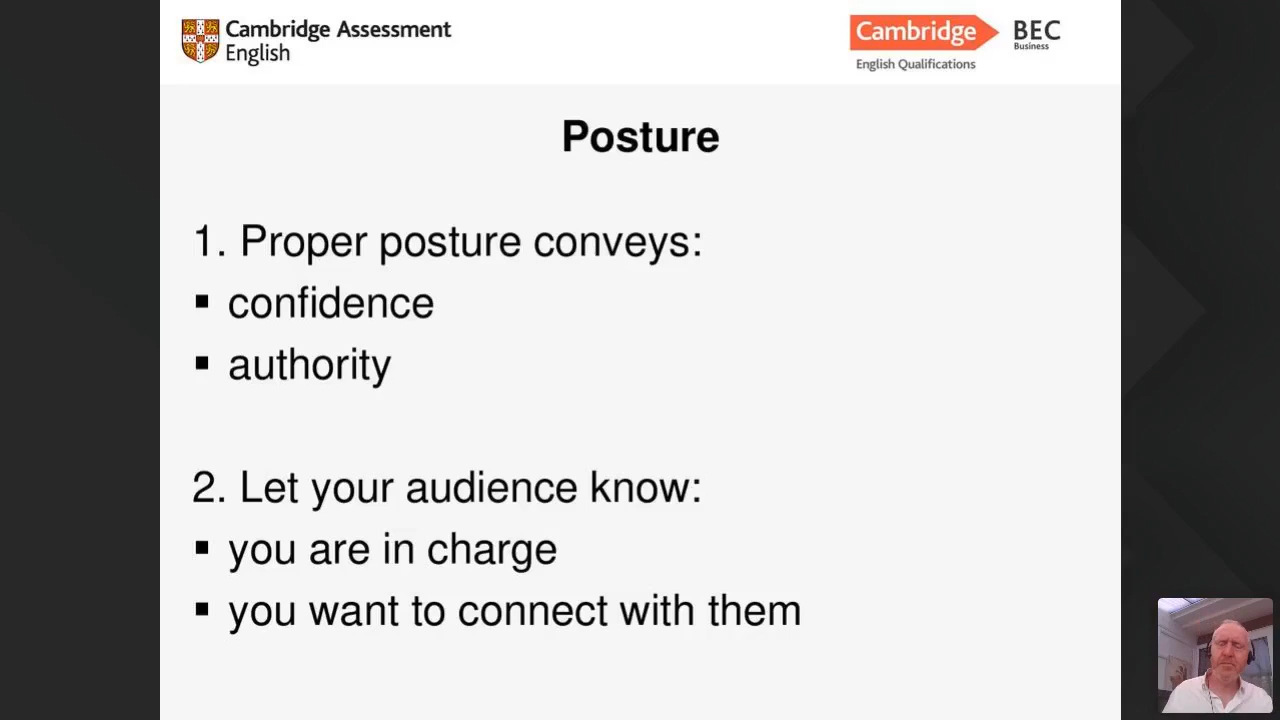 Cambridge Assessment
English
Cambridge
English Qualifications
BEC
Business
Posture
1. Proper posture conveys:
▪ confidence
▪ authority
2. Let your audience know:
▪ you are in charge
▪ you want to connect with them